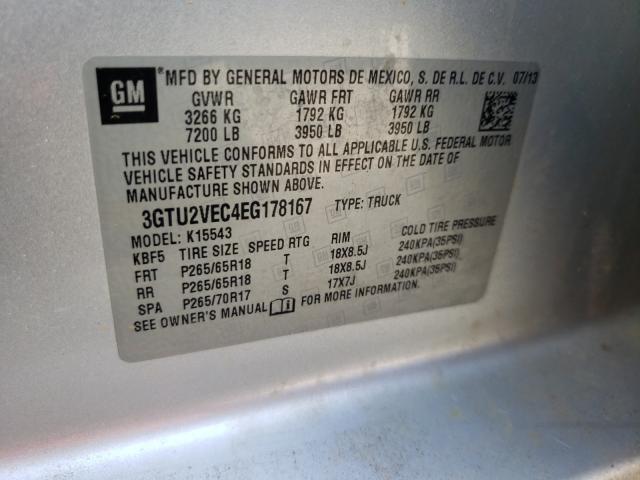 GM
®MFD BY GENERAL MOTORS DE MEXICO, S. DE R.L. DE C.V. 07/13
GVWR GAWR FRT GAWR RR
3266 KG 1792 KG 1792 KG
7200 LB 3950 LB 3950 LB
THIS VEHICLE CONFORMS TO ALL APPLICABLE U.S. FEDERAL MOTOR
VEHICLE SAFETY STANDARDS IN EFFECT ON THE DATE OF
MANUFACTURE SHOWN ABOVE.
3GTU2VEC4EG178167 TYPE: TRUCK
MODEL: K15543
KBF5 TIRE SIZE SPEED RTG RIM COLD TIRE PRESSURE
FRT P265/65R18 T 18X8.5J 240KPA(35PSI)
RR P265/65R18 T 18X8.5J 240KPA(35PSI)
SPA P265/70R17 S 17X7J 240KPA(35PSI)
SEE OWNER'S MANUAL FOR MORE INFORMATION.